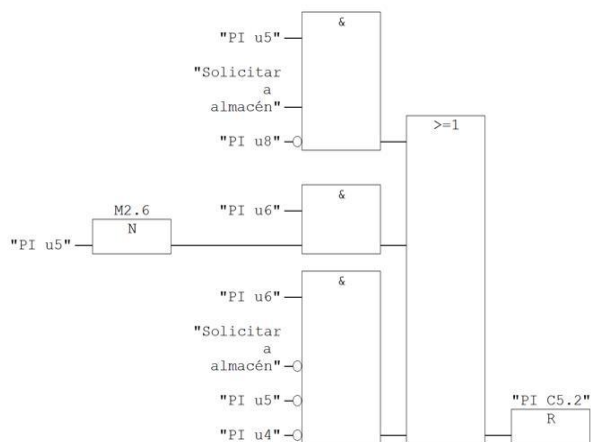 &
"PI u5"
"Solicitar
a
almacén"
"PI u8"
>=1
&
"PI u6"
M2.6
N
"PI u5"
&
"PI u6"
"Solicitar
a
almacén"
"PI u5"
"PI u4"
"PI C5.2"
R